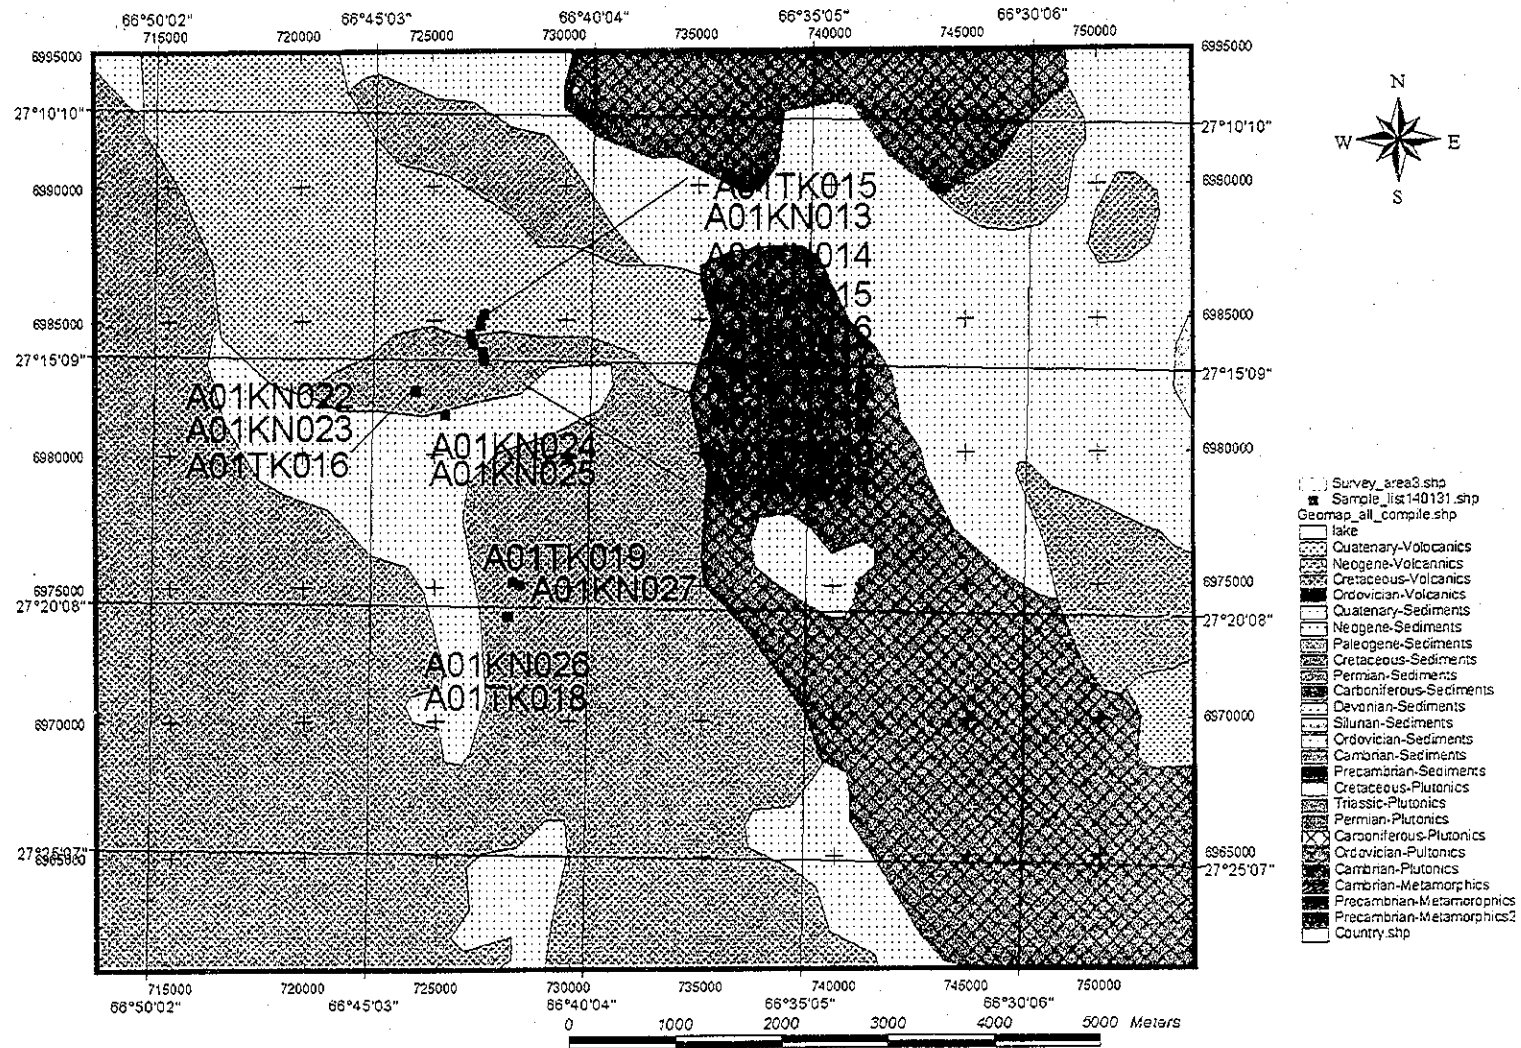 66°50'02" 66°45'03" 66°40'04" 66°35'05" 66°30'06"
715000 720000 725000 730000 735000 740000 745000 750000
6995000 6995000
27°10'10" 27°10'10"
6980000 6980000
N
W E
S
A01TK015
A01KN013
014
15
6985000 6985000
27°15'09" 27°15'09"
A01KN022
A01KN023
A01TK016
A01KN024
A01KN025
6980000 6980000
A01TK019
A01KN027
6975000 6975000
27°20'08" 27°20'08"
A01KN026
A01TK018
6970000 6970000
6965000 6965000
27°25'07" 27°25'07"
715000 720000 725000 730000 735000 740000 745000 750000
66°50'02" 66°45'03" 66°40'04" 66°35'05" 66°30'06"
0 1000 2000 3000 4000 5000 Meters
Survey_area3.shp
Sample_list140131.shp
Geomap_all_compile.shp
lake
Quaternary-Volocanics
Neogene-Volcannics
Cretaceous-Volcanics
Ordovician-Volcanics
Quaternary-Sediments
Neogene-Sediments
Paleogene-Sediments
Cretaceous-Sediments
Permian-Sediments
Carboniferous-Sediments
Devonian-Sediments
Silurian-Sediments
Ordovician-Sediments
Cambrian-Sediments
Precambrian-Sediments
Cretaceous-Plutonics
Triassic-Plutonics
Permian-Plutonics
Carboniferous-Plutonics
Ordavician-Pultonics
Cambrian-Plutonics
Cambrian-Metamorphics
Precambrian-Metamorophics
Precambrian-Metamorphics2
Country.shp